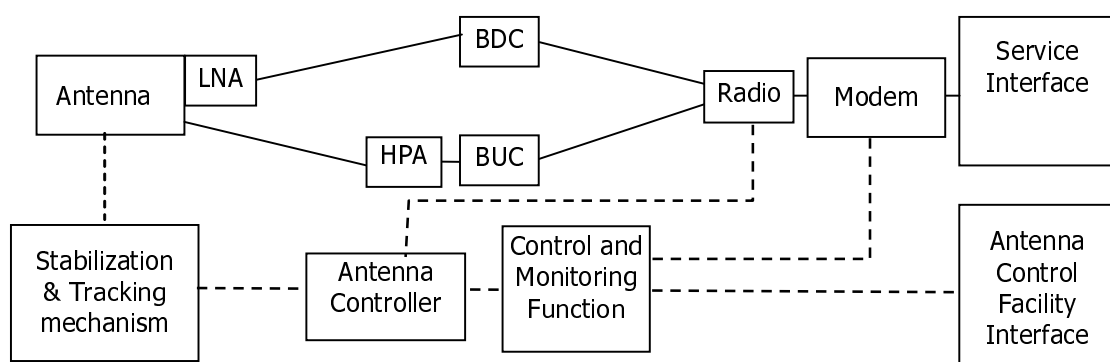 BDC
Service
Interface
LNA
Antenna
Radio
Modem
HPA
BUC
Stabilization
& Tracking
mechanism
Antenna
Controller
Control and
Monitoring
Function
Antenna
Control
Facility
Interface